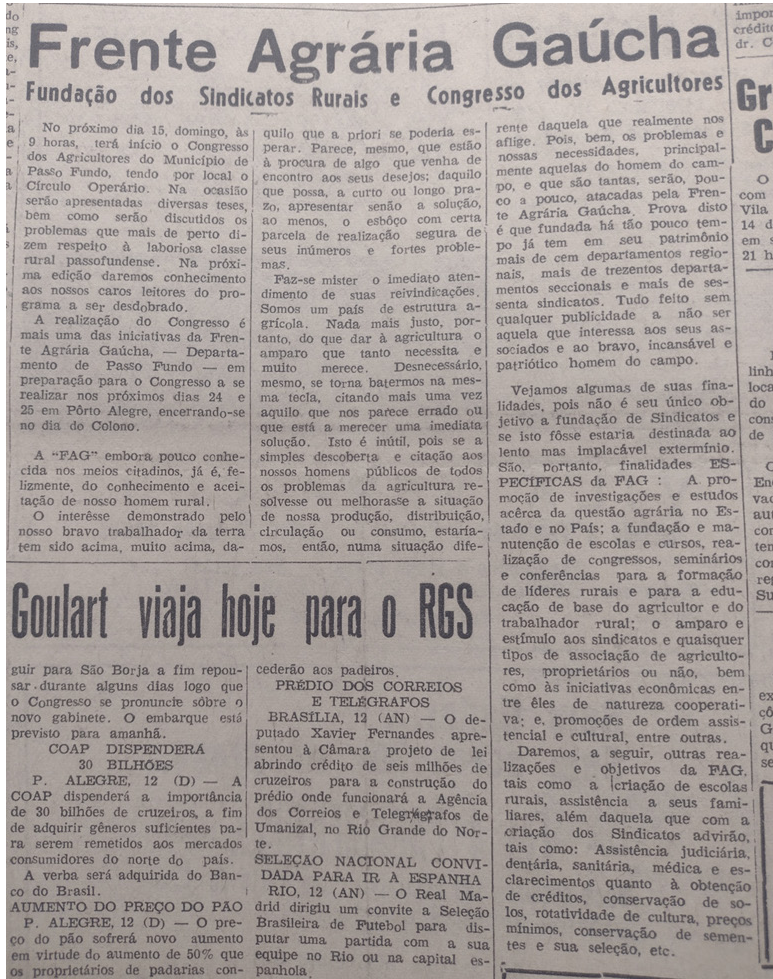 Frente Agrária Gaúcha
Fundação dos Sindicatos Rurais e Congresso dos Agricultores
No próximo dia 15, domingo, às
9 horas, terá início o Congresso
dos Agricultores do Município de
Passo Fundo, tendo por local o
Círculo Operário. Na ocasião
serão apresentadas diversas teses,
bem como serão discutidos os
problemas que mais de perto di-
zem respeito à laboriosa classe
rural passofundense. Na próxi-
ma edição daremos conhecimento
aos nossos caros leitores do pro-
grama a ser desdobrado.
A realização do Congresso é
mais uma das iniciativas da Fren-
te Agrária Gaúcha, — Departa-
mento de Passo Fundo — em
preparação para o Congresso a se
realizar nos próximos dias 24 e
25 em Pôrto Alegre, encerrando-se
no dia do Colono.
A "FAG" embora pouco conhe-
cida nos meios citadinos, já é, fe-
lizmente, do conhecimento e acei-
tação de nosso homem rural.
O interêsse demonstrado pelo
nosso bravo trabalhador da terra
tem sido acima, muito acima, da-
quilo que a priori se poderia es-
perar. Parece, mesmo, que estão
à procura de algo que venha de
encontro aos seus desejos; daquilo
que possa, a curto ou longo pra-
zo, apresentar senão a solução,
ao menos, o esbôço com certa
parcela de realização segura de
seus inúmeros e fortes proble-
mas.
Faz-se mister o imediato aten-
dimento de suas reivindicações.
Somos um país de estrutura a-
grícola. Nada mais justo, por-
tanto, do que dar à agricultura o
amparo que tanto necessita e
muito merece. Desnecessário,
mesmo, se torna batermos na mes-
ma tecla, citando mais uma vez
aquilo que nos parece errado ou
que está a merecer uma imediata
solução. Isto é inútil, pois se a
simples descoberta e citação aos
nossos homens públicos de todos
os problemas da agricultura re-
solvesse ou melhorasse a situação
de nossa produção, distribuição,
circulação ou consumo, estaría-
mos, então, numa situação dife-
rente daquela que realmente nos
aflige. Pois, bem, os problemas e
nossas necessidades, principal-
mente aquelas do homem do cam-
po, e que são tantas, serão, pou-
co a pouco, atacadas pela Fren-
te Agrária Gaúcha. Prova disto
é que fundada há tão pouco tem-
po já tem em seu patrimônio
mais de cem departamentos regio-
nais, mais de trezentos departa-
mentos seccionais e mais de ses-
senta sindicatos. Tudo feito sem
qualquer publicidade a não ser
aquela que interessa aos seus as-
sociados e ao bravo, incansável e
patriótico homem do campo.
Vejamos algumas de suas fina-
lidades, pois não é seu único ob-
jetivo a fundação de Sindicatos e
se isto fôsse estaria destinada ao
lento mas implacável extermínio.
São, portanto, finalidades ES-
PECÍFICAS da FAG : A pro-
moção de investigações e estudos
acêrca da questão agrária no Es-
tado e no País; a fundação e ma-
nutenção de escolas e cursos, rea-
lização de congressos, seminários
e conferências para a formação
de líderes rurais e para a edu-
cação de base do agricultor e do
trabalhador rural; o amparo e
estímulo aos sindicatos e quaisquer
tipos de associação de agriculto-
res, proprietários ou não, bem
como às iniciativas econômicas en-
tre êles de natureza cooperati-
va; e, promoções de ordem assis-
tencial e cultural, entre outras.
Daremos, a seguir, outras rea-
lizações e objetivos da FAG,
tais como a criação de escolas
rurais, assistência a seus fami-
liares, além daquela que com a
criação dos Sindicatos advirão,
tais como: Assistência judiciária,
dentária, sanitária, médica e es-
clarecimentos quanto à obtenção
de créditos, conservação de so-
los, rotatividade de cultura, preços
mínimos, conservação de semen-
tes e sua seleção, etc.
Goulart viaja hoje para o RGS
guir para São Borja a fim repou-
sar durante alguns dias logo que
o Congresso se pronuncie sôbre o
novo gabinete. O embarque está
previsto para amanhã.
COAP DISPENDERÁ
30 BILHÕES
P. ALEGRE, 12 (D) — A
COAP dispenderá a importância
de 30 bilhões de cruzeiros, a fim
de adquirir gêneros suficientes pa-
ra serem remetidos aos mercados
consumidores do norte do país.
A verba será adquirida do Ban-
co do Brasil.
AUMENTO DO PREÇO DO PÃO
P. ALEGRE, 12 (D) — O pre-
ço do pão sofrerá novo aumento
em virtude do aumento de 50% que
os proprietários de padarias con-
cederão aos padeiros.
PRÉDIO DOS CORREIOS
E TELÉGRAFOS
BRASÍLIA, 12 (AN) — O de-
putado Xavier Fernandes apre-
sentou à Câmara projeto de lei
abrindo crédito de seis milhões de
cruzeiros para a construção do
prédio onde funcionará a Agência
dos Correios e Telegrágrafos de
Umanizal, no Rio Grande do Nor-
te.
SELEÇÃO NACIONAL CONVI-
DADA PARA IR À ESPANHA
RIO, 12 (AN) — O Real Ma-
drid dirigiu um convite a Seleção
Brasileira de Futebol para dis-
putar uma partida com a sua
equipe no Rio ou na capital es-
panhola.